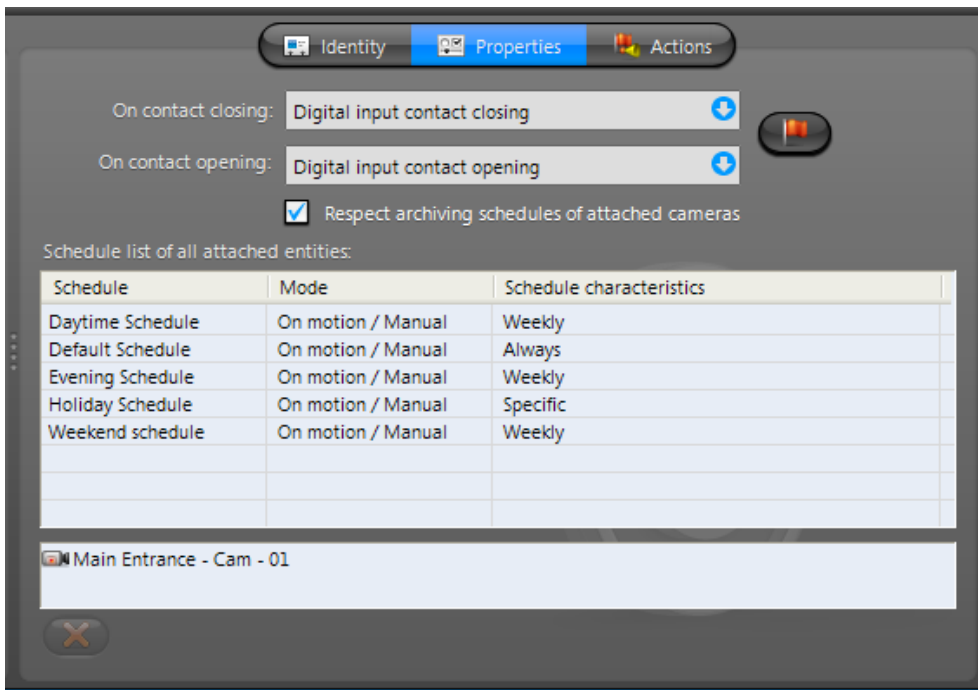 Identity Properties Actions
On contact closing: Digital input contact closing
On contact opening: Digital input contact opening
Respect archiving schedules of attached cameras
Schedule list of all attached entities:
Schedule Mode Schedule characteristics
Daytime Schedule On motion / Manual Weekly
Default Schedule On motion / Manual Always
Evening Schedule On motion / Manual Weekly
Holiday Schedule On motion / Manual Specific
Weekend schedule On motion / Manual Weekly
Main Entrance - Cam - 01